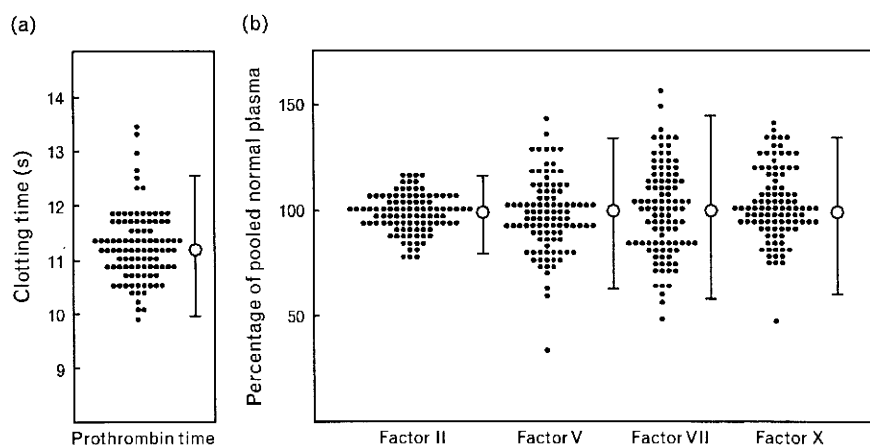 (a)
14
13
12
11
10
9
Clotting time (s)
Prothrombin time
(b)
150
100
50
Percentage of pooled normal plasma
Factor II
Factor V
Factor VII
Factor X